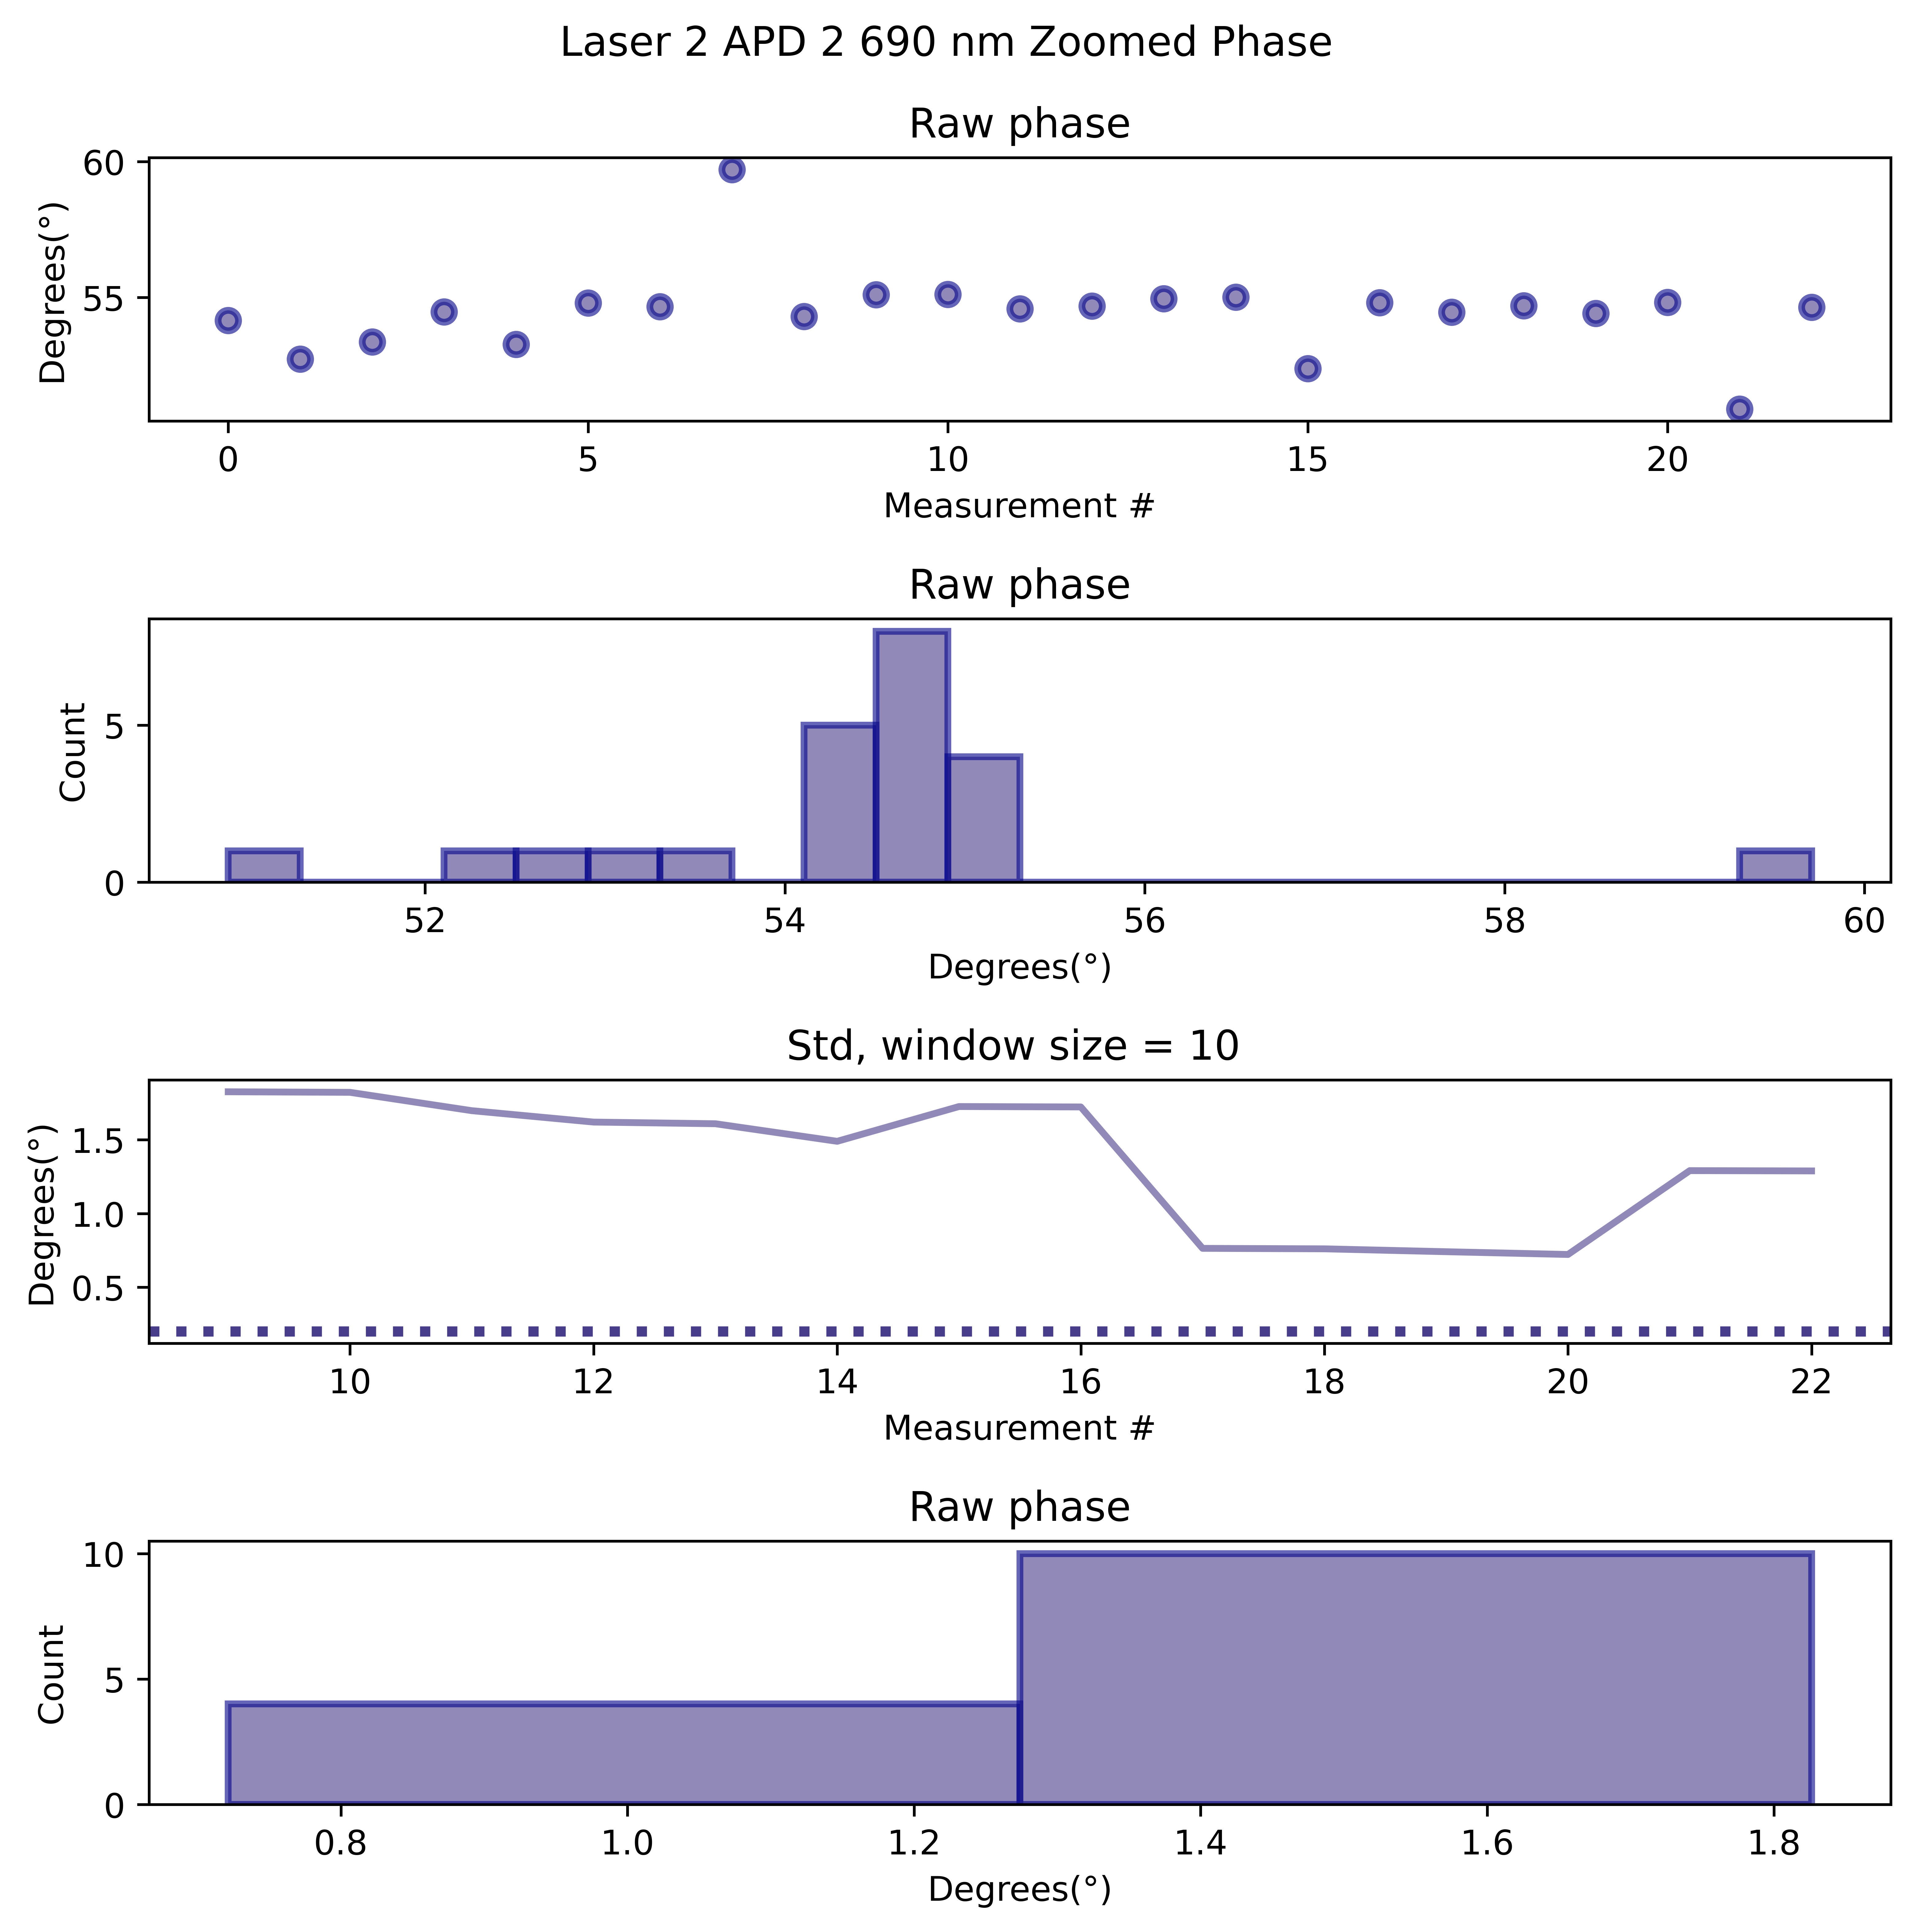 Laser 2 APD 2 690 nm Zoomed Phase
Raw phase
60
55
Degrees(°)
0 5 10 15 20
Measurement #
Raw phase
5
0
Count
52 54 56 58 60
Degrees(°)
Std, window size = 10
1.5
1.0
0.5
Degrees(°)
10 12 14 16 18 20 22
Measurement #
Raw phase
10
5
0
Count
0.8 1.0 1.2 1.4 1.6 1.8
Degrees(°)